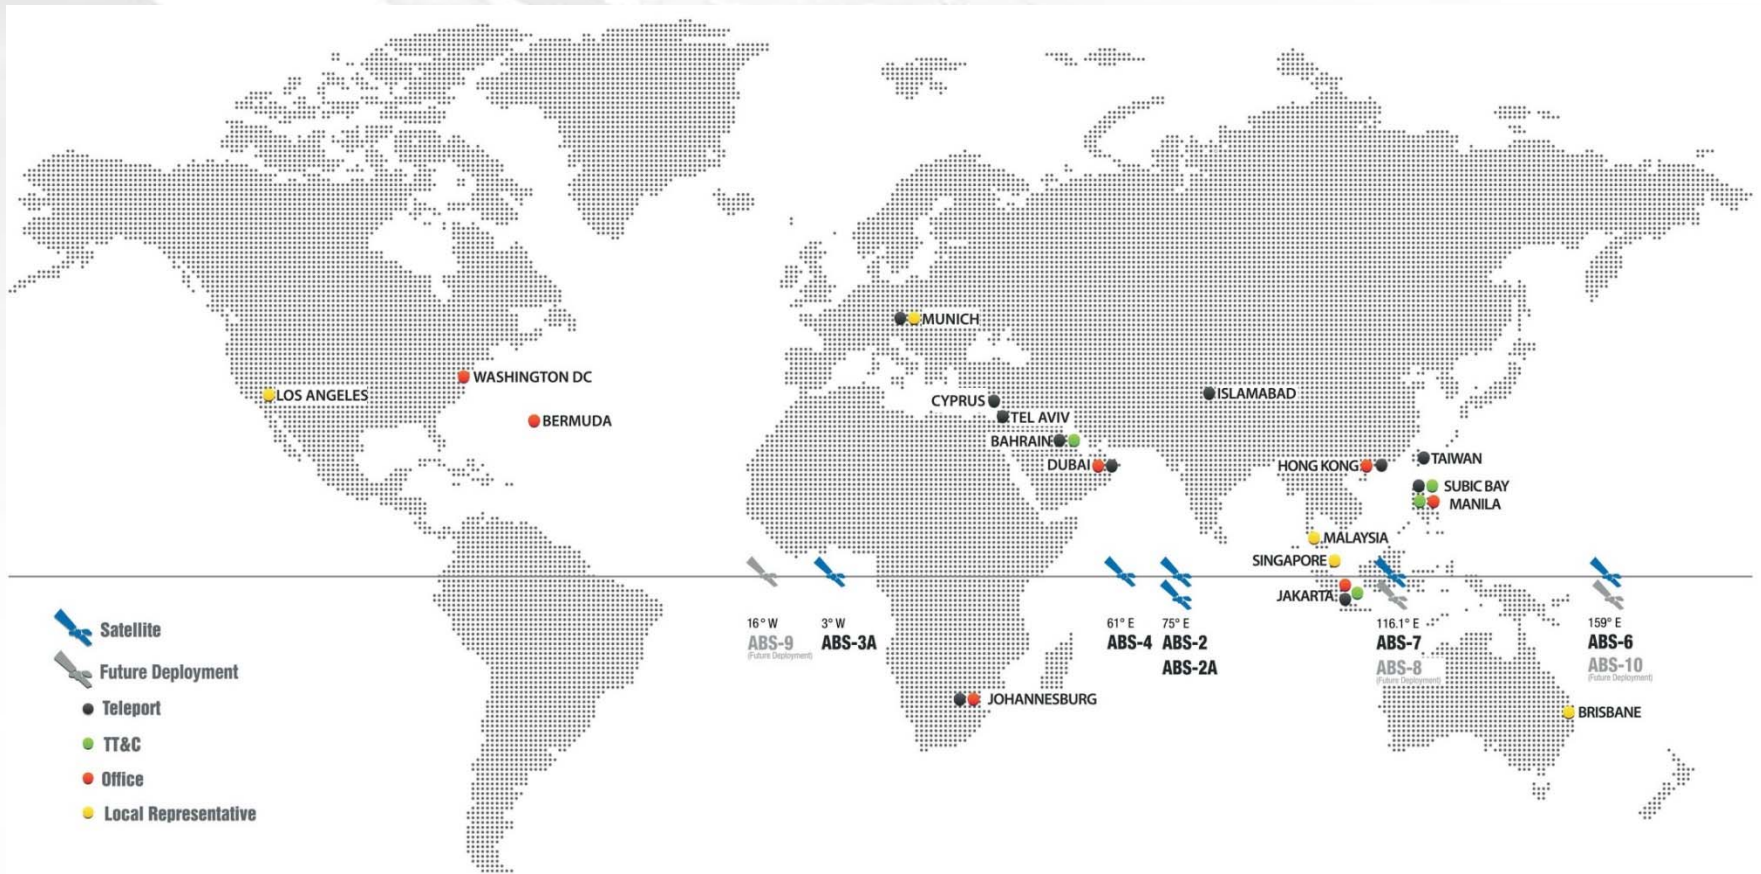 MUNICH
WASHINGTON DC
LOS ANGELES
BERMUDA
CYPRUS
ISLAMABAD
TEL AVIV
BAHRAIN
DUBAI
HONG KONG
TAIWAN
SUBIC BAY
MANILA
MALAYSIA
SINGAPORE
JAKARTA
16° W
ABS-9
(Future Deployment)
3° W
ABS-3A
61° E
ABS-4
75° E
ABS-2
ABS-2A
116.1° E
ABS-7
ABS-8
(Future Deployment)
159° E
ABS-6
ABS-10
(Future Deployment)
JOHANNESBURG
BRISBANE
Satellite
Future Deployment
Teleport
TT&C
Office
Local Representative